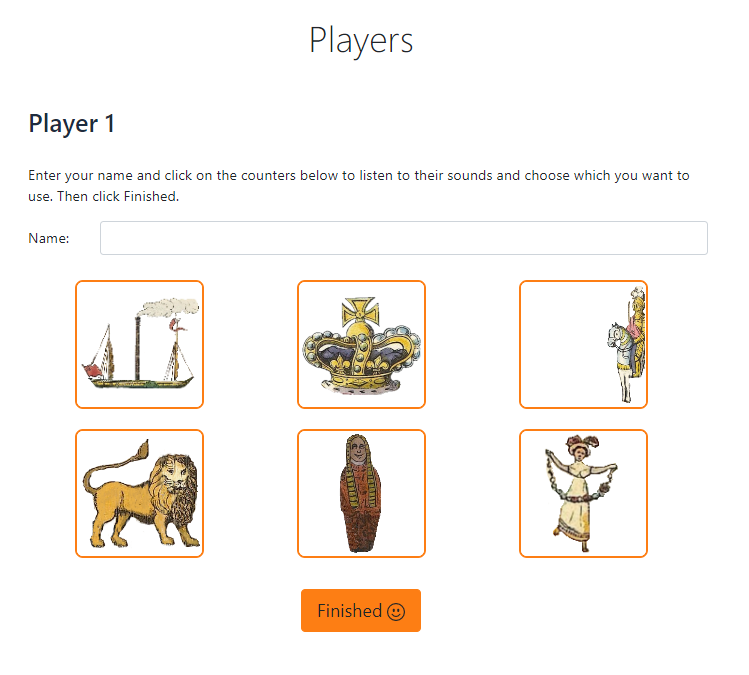 Players
Player 1
Enter your name and click on the counters below to listen to their sounds and choose which you want to
use. Then click Finished.
Name:
Finished